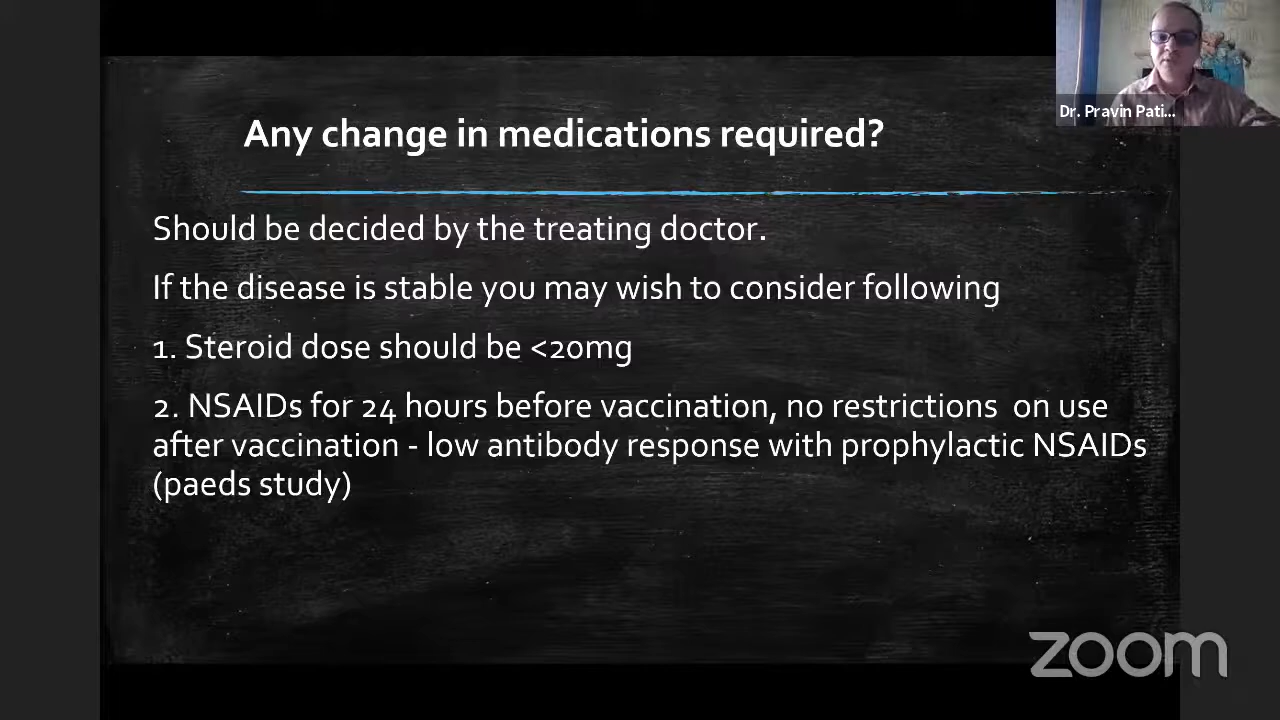 Any change in medications required?
Dr. Pravin Pati...
Should be decided by the treating doctor.
If the disease is stable you may wish to consider following
1. Steroid dose should be <20mg
2. NSAIDs for 24 hours before vaccination, no restrictions on use
after vaccination - low antibody response with prophylactic NSAIDs
(paeds study)
zoom